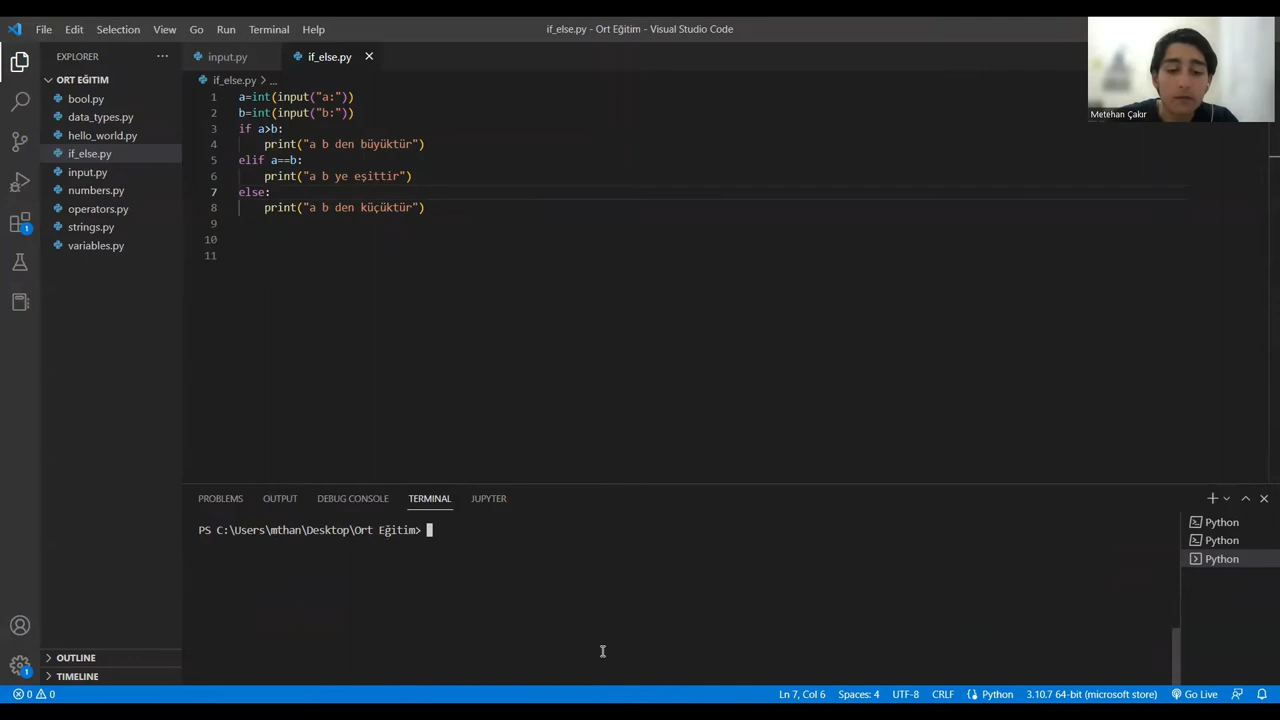 File Edit Selection View Go Run Terminal Help
if_else.py - Ort Eğitim - Visual Studio Code
EXPLORER
ORT EĞITIM
bool.py
data_types.py
hello_world.py
if_else.py
input.py
numbers.py
operators.py
strings.py
variables.py
OUTLINE
TIMELINE
1
1
input.py if_else.py
if_else.py > ...
1 a=int(input("a:"))
2 b=int(input("b:"))
3 if a>b:
4 print("a b den büyüktür")
5 elif a==b:
6 print("a b ye eşittir")
7 else:
8 print("a b den küçüktür")
9
10
11
Metehan Çakır
PROBLEMS OUTPUT DEBUG CONSOLE TERMINAL JUPYTER
PS C:\Users\mthan\Desktop\Ort Eğitim>
Python
Python
Python
0 0 Ln 7, Col 6 Spaces: 4 UTF-8 CRLF Python 3.10.7 64-bit (microsoft store) Go Live